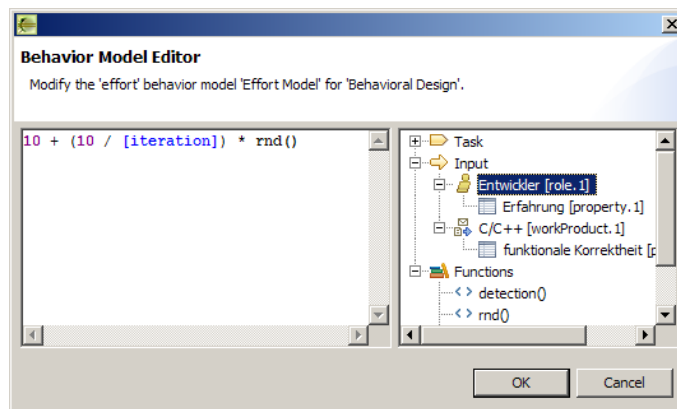 Behavior Model Editor
Modify the 'effort' behavior model 'Effort Model' for 'Behavioral Design'.
10 + (10 / [iteration]) * rnd()
Task
Input
Entwickler [role.1]
Erfahrung [property.1]
C/C++ [workProduct.1]
funktionale Korrektheit [p
Functions
detection()
rnd()
OK
Cancel